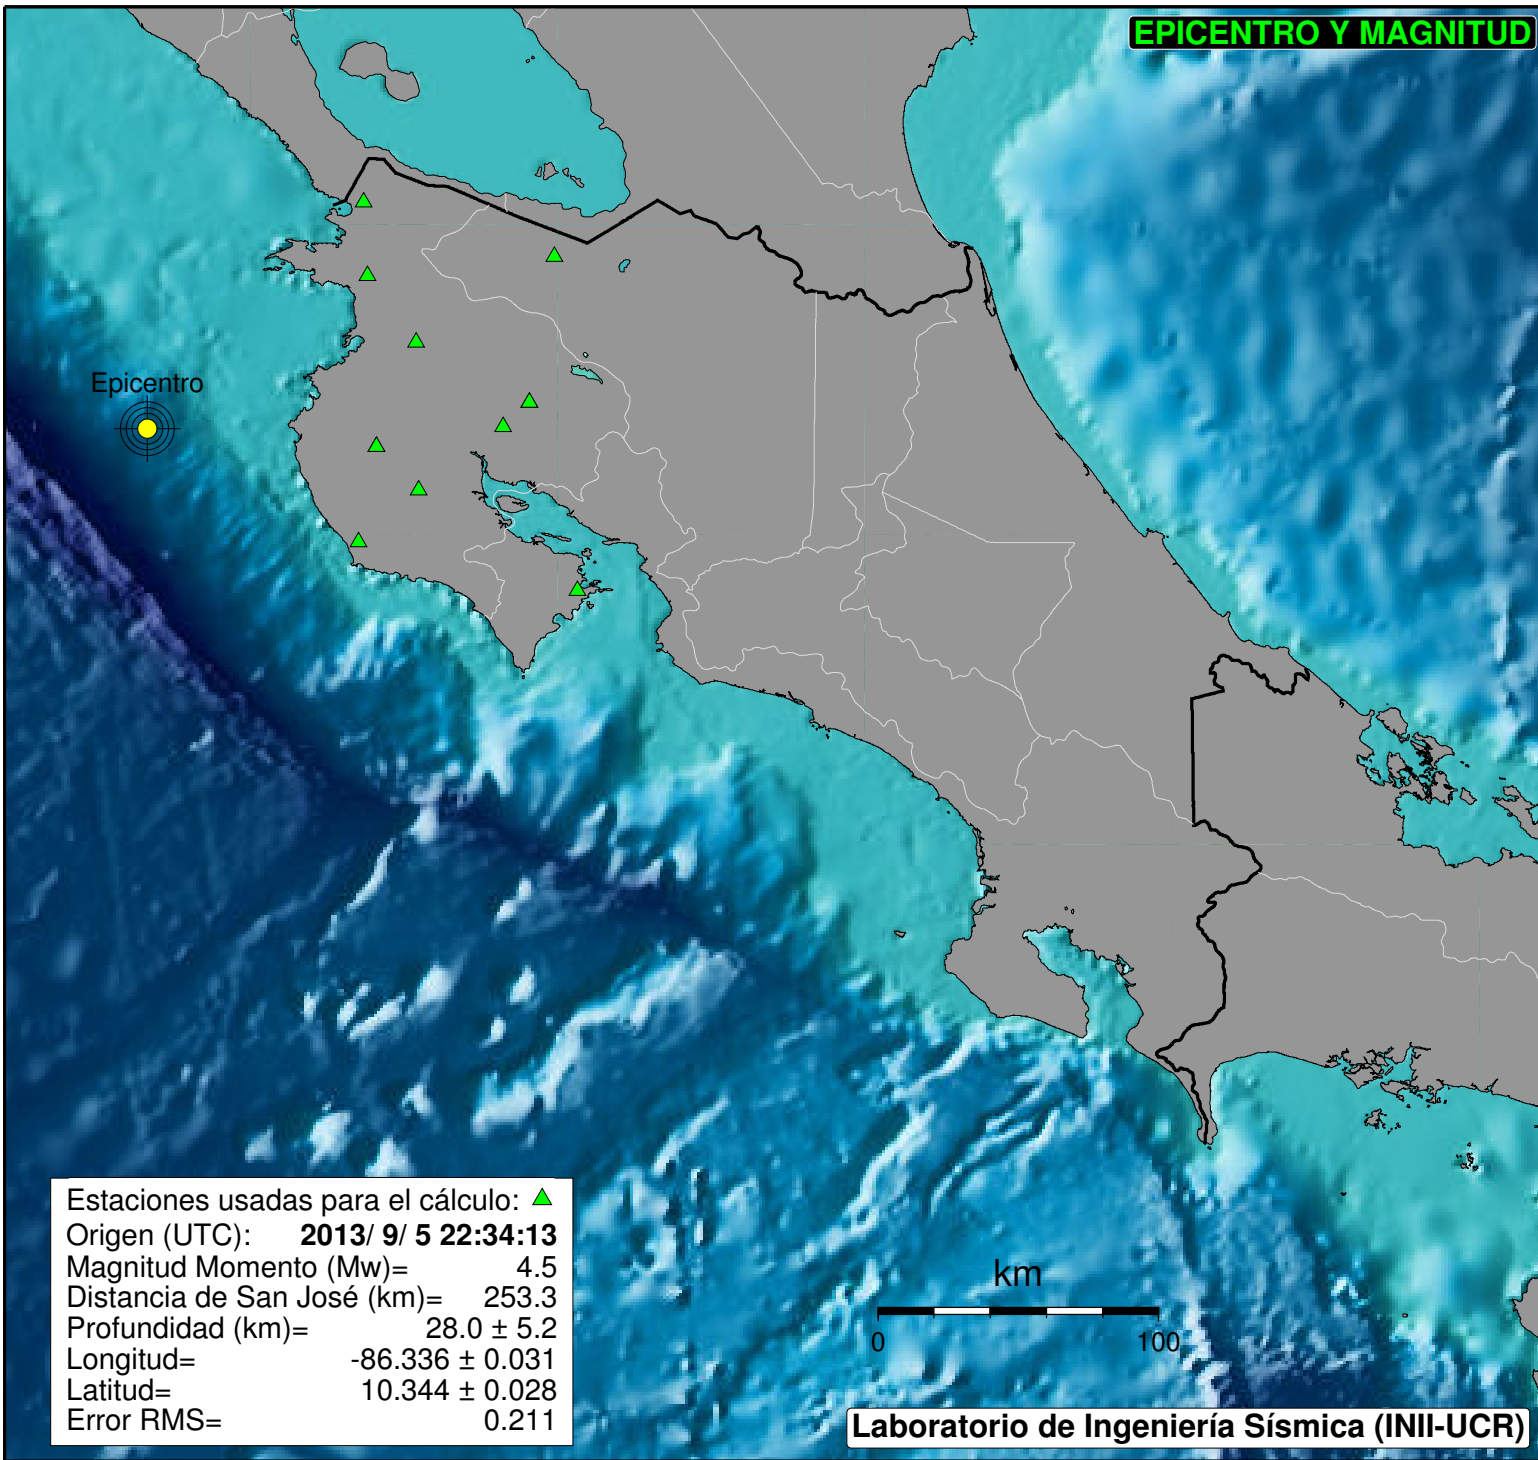 EPICENTRO Y MAGNITUD
Epicentro
Estaciones usadas para el cálculo:
Origen (UTC): 2013/ 9/ 5 22:34:13
Magnitud Momento (Mw)= 4.5
Distancia de San José (km)= 253.3
Profundidad (km)= 28.0 ± 5.2
Longitud= -86.336 ± 0.031
Latitud= 10.344 ± 0.028
Error RMS= 0.211
km
0 100
Laboratorio de Ingeniería Sísmica (INII-UCR)